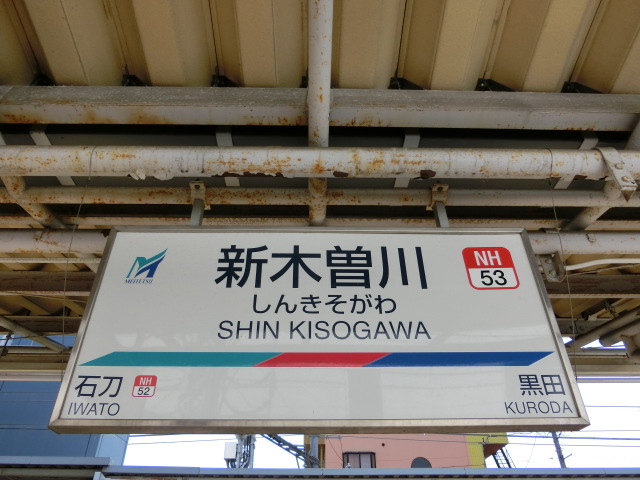 MEITETSU
新木曽川
しんきそがわ
SHIN KISOGAWA
NH
53
石刀
IWATO
NH
52
黒田
KURODA